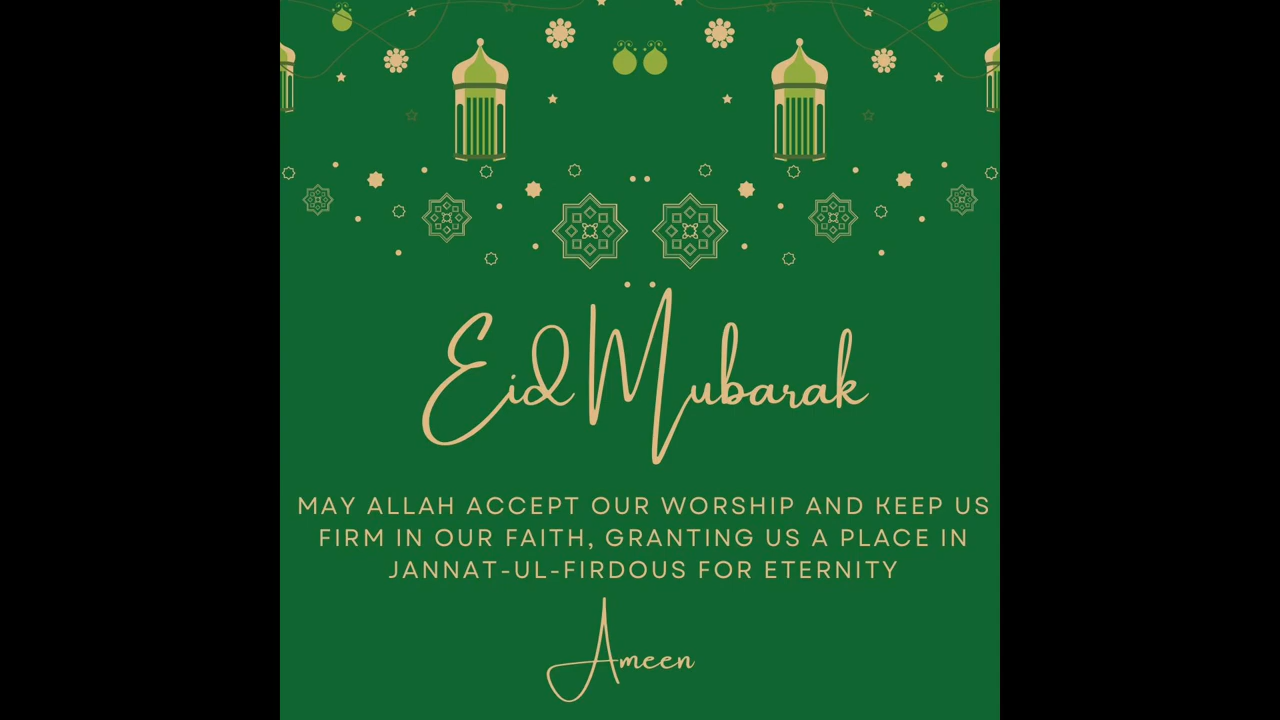 Eid Mubarak
MAY ALLAH ACCEPT OUR WORSHIP AND KEEP US
FIRM IN OUR FAITH, GRANTING US A PLACE IN
JANNAT-UL-FIRDOUS FOR ETERNITY
Ameen